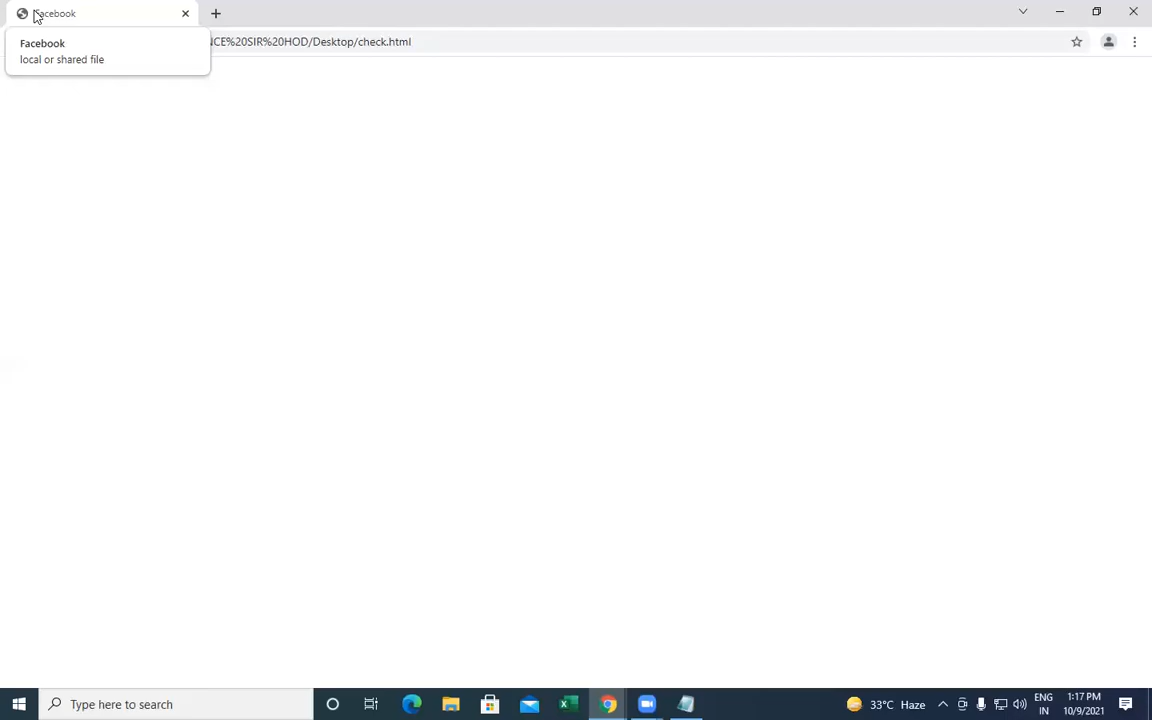 Facebook
Facebook
local or shared file
NCE%20SIR%20HOD/Desktop/check.html
Type here to search
33°C Haze
ENG
IN
1:17 PM
10/9/2021